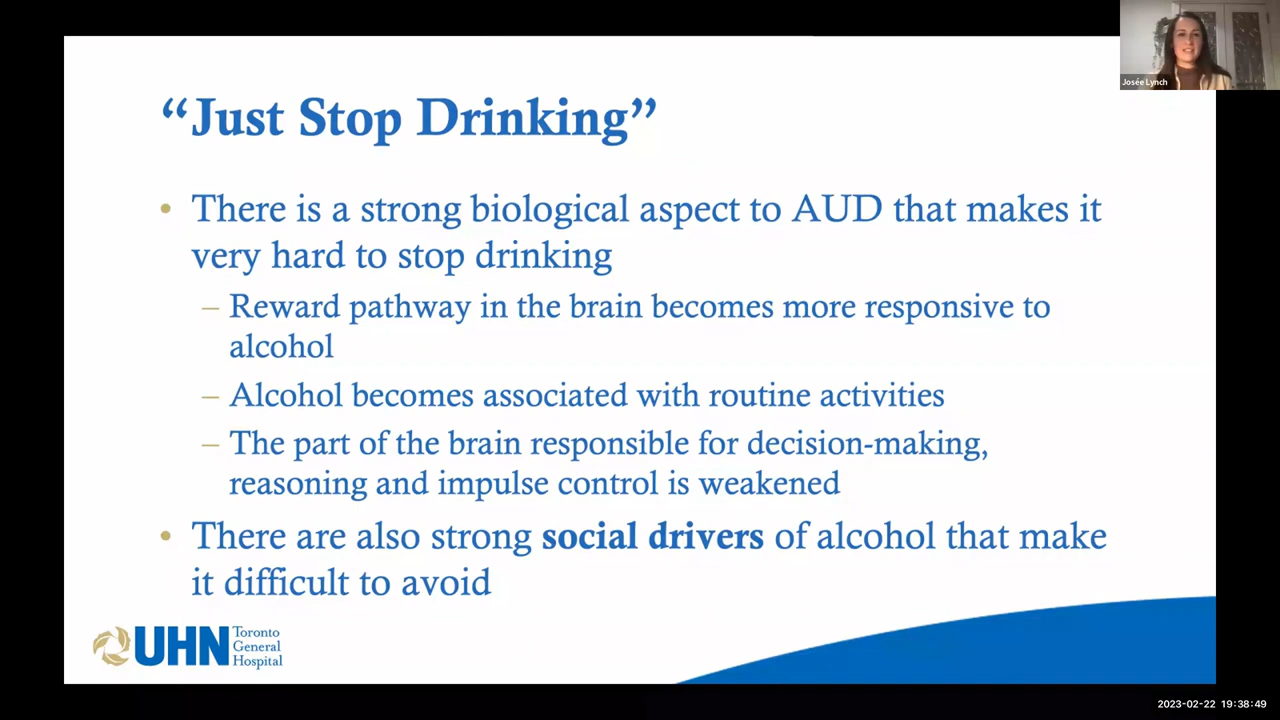 Josée Lynch
“Just Stop Drinking”
• There is a strong biological aspect to AUD that makes it
very hard to stop drinking
– Reward pathway in the brain becomes more responsive to
alcohol
– Alcohol becomes associated with routine activities
– The part of the brain responsible for decision-making,
reasoning and impulse control is weakened
• There are also strong social drivers of alcohol that make
it difficult to avoid
UHN
Toronto
General
Hospital
2023-02-22 19:38:49